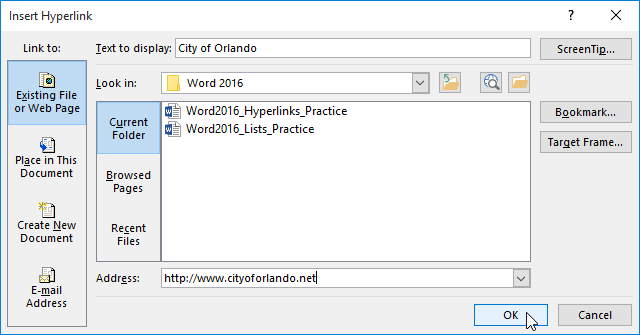 Insert Hyperlink
Link to:
Text to display: City of Orlando
ScreenTip...
Existing File
or Web Page
Look in: Word 2016
Current
Folder
Word2016_Hyperlinks_Practice
Word2016_Lists_Practice
Bookmark...
Target Frame...
Place in This
Document
Browsed
Pages
Create New
Document
Recent
Files
E-mail
Address
Address: http://www.cityoforlando.net
OK
Cancel